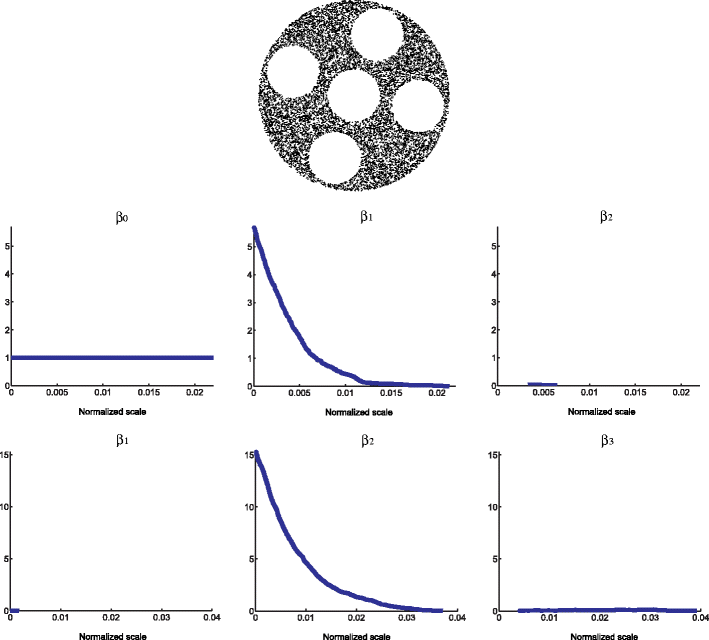 β0 β1 β2
5 5 5
4 4 4
3 3 3
2 2 2
1 1 1
0 0 0
0 0.005 0.01 0.015 0.02 0 0.005 0.01 0.015 0.02 0 0.005 0.01 0.015 0.02
Normalized scale Normalized scale Normalized scale
β1 β2 β3
15 15 15
10 10 10
5 5 5
0 0 0
0 0.01 0.02 0.03 0.04 0 0.01 0.02 0.03 0.04 0 0.01 0.02 0.03 0.04
Normalized scale Normalized scale Normalized scale